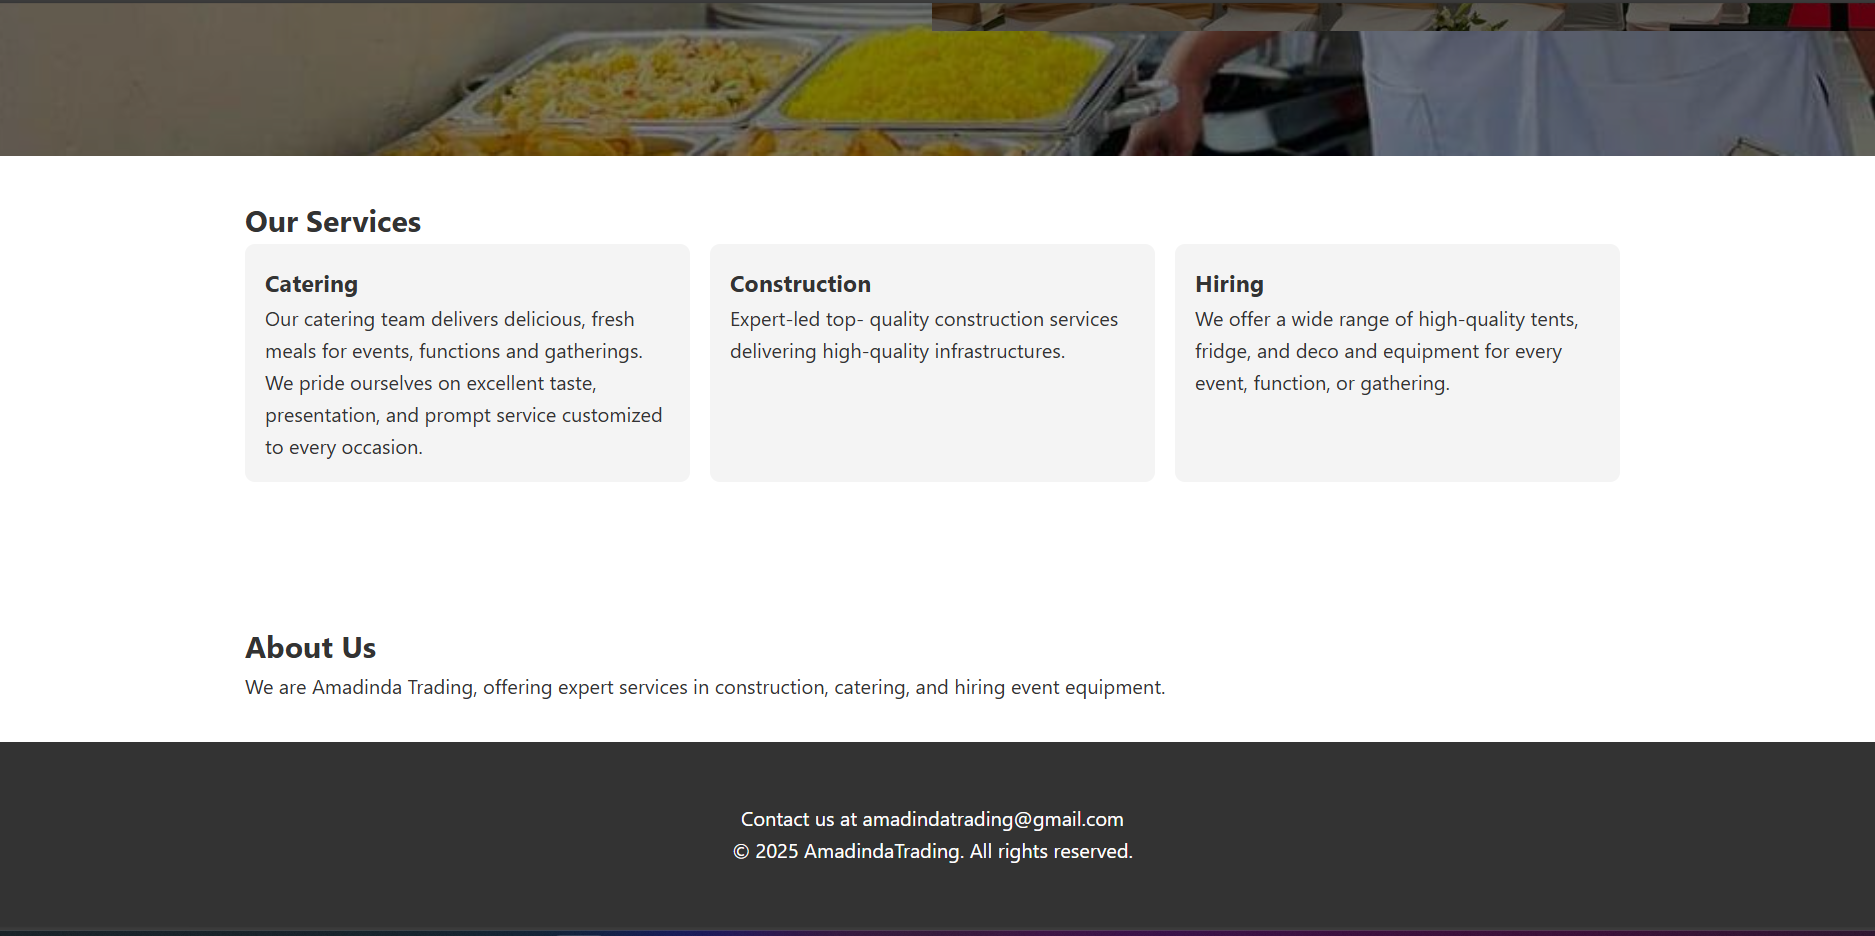 Our Services
Catering
Our catering team delivers delicious, fresh
meals for events, functions and gatherings.
We pride ourselves on excellent taste,
presentation, and prompt service customized
to every occasion.
Construction
Expert-led top- quality construction services
delivering high-quality infrastructures.
Hiring
We offer a wide range of high-quality tents,
fridge, and deco and equipment for every
event, function, or gathering.
About Us
We are Amadinda Trading, offering expert services in construction, catering, and hiring event equipment.
Contact us at amadindatrading@gmail.com
© 2025 AmadindaTrading. All rights reserved.